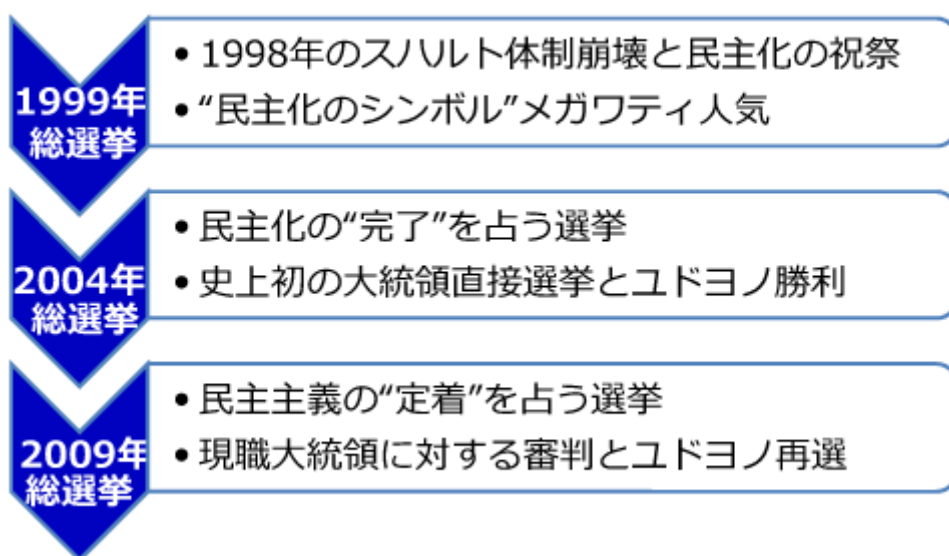 1999年
総選挙
• 1998年のスハルト体制崩壊と民主化の祝祭
• “民主化のシンボル”メガワティ人気
2004年
総選挙
• 民主化の“完了”を占う選挙
• 史上初の大統領直接選挙とユドヨノ勝利
2009年
総選挙
• 民主主義の“定着”を占う選挙
• 現職大統領に対する審判とユドヨノ再選